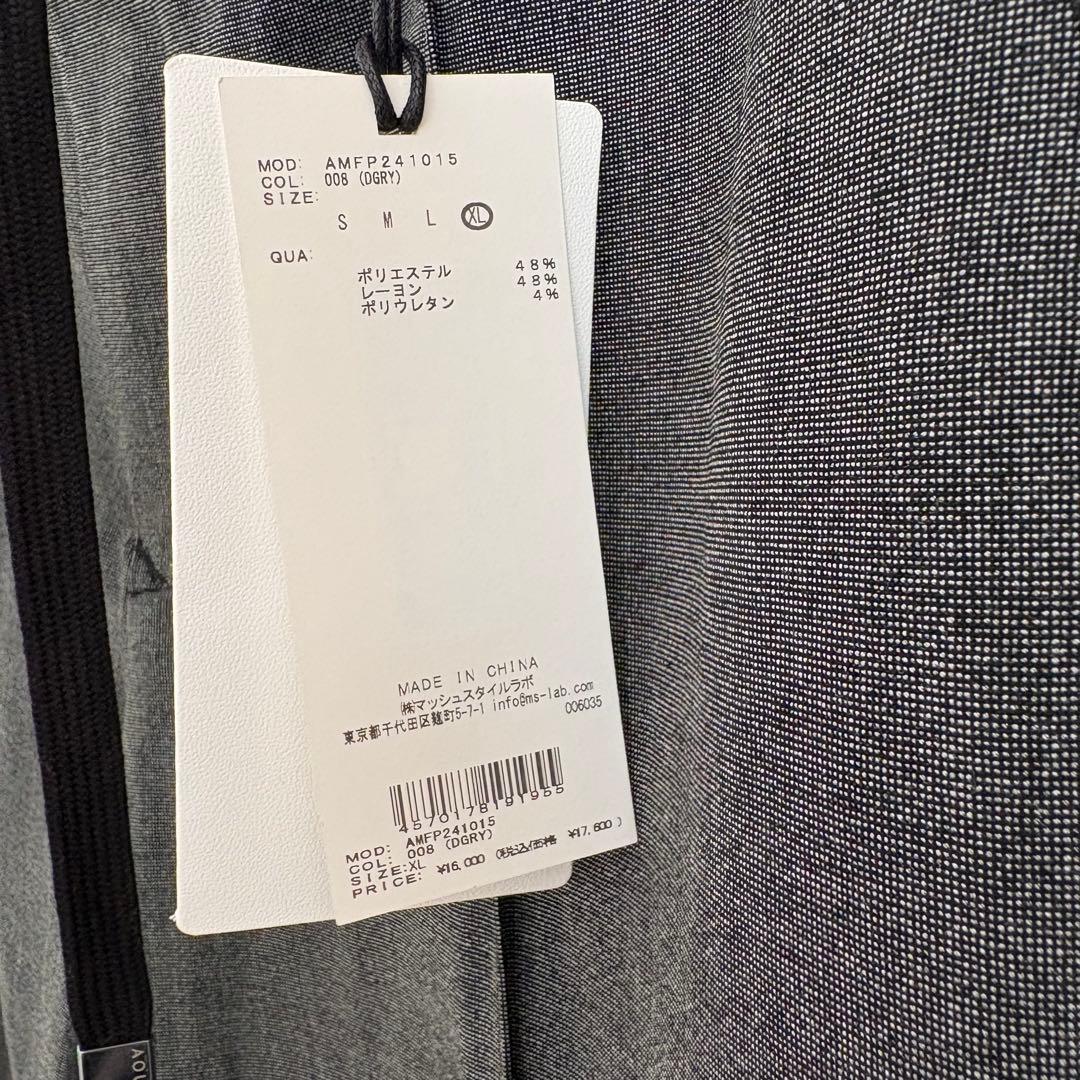 MOD: AMFP241015
COL: 008 (DGRY)
SIZE:
S M L XL
QUA:
ポリエステル 48%
レーヨン 48%
ポリウレタン 4%
MADE IN CHINA
㈱マッシュスタイルラボ
東京都千代田区麹町5-7-1 info@ms-lab.com
006035
4570178191955
MOD: AMFP241015
COL: 008 (DGRY)
SIZE:XL
PRICE: ¥16,000 (税込価格 ¥17,600 )